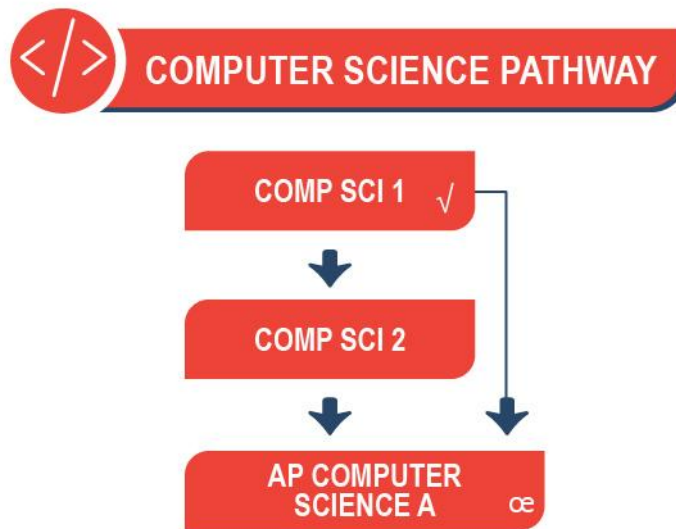 </>
COMPUTER SCIENCE PATHWAY
COMP SCI 1 √
COMP SCI 2
AP COMPUTER
SCIENCE A œ